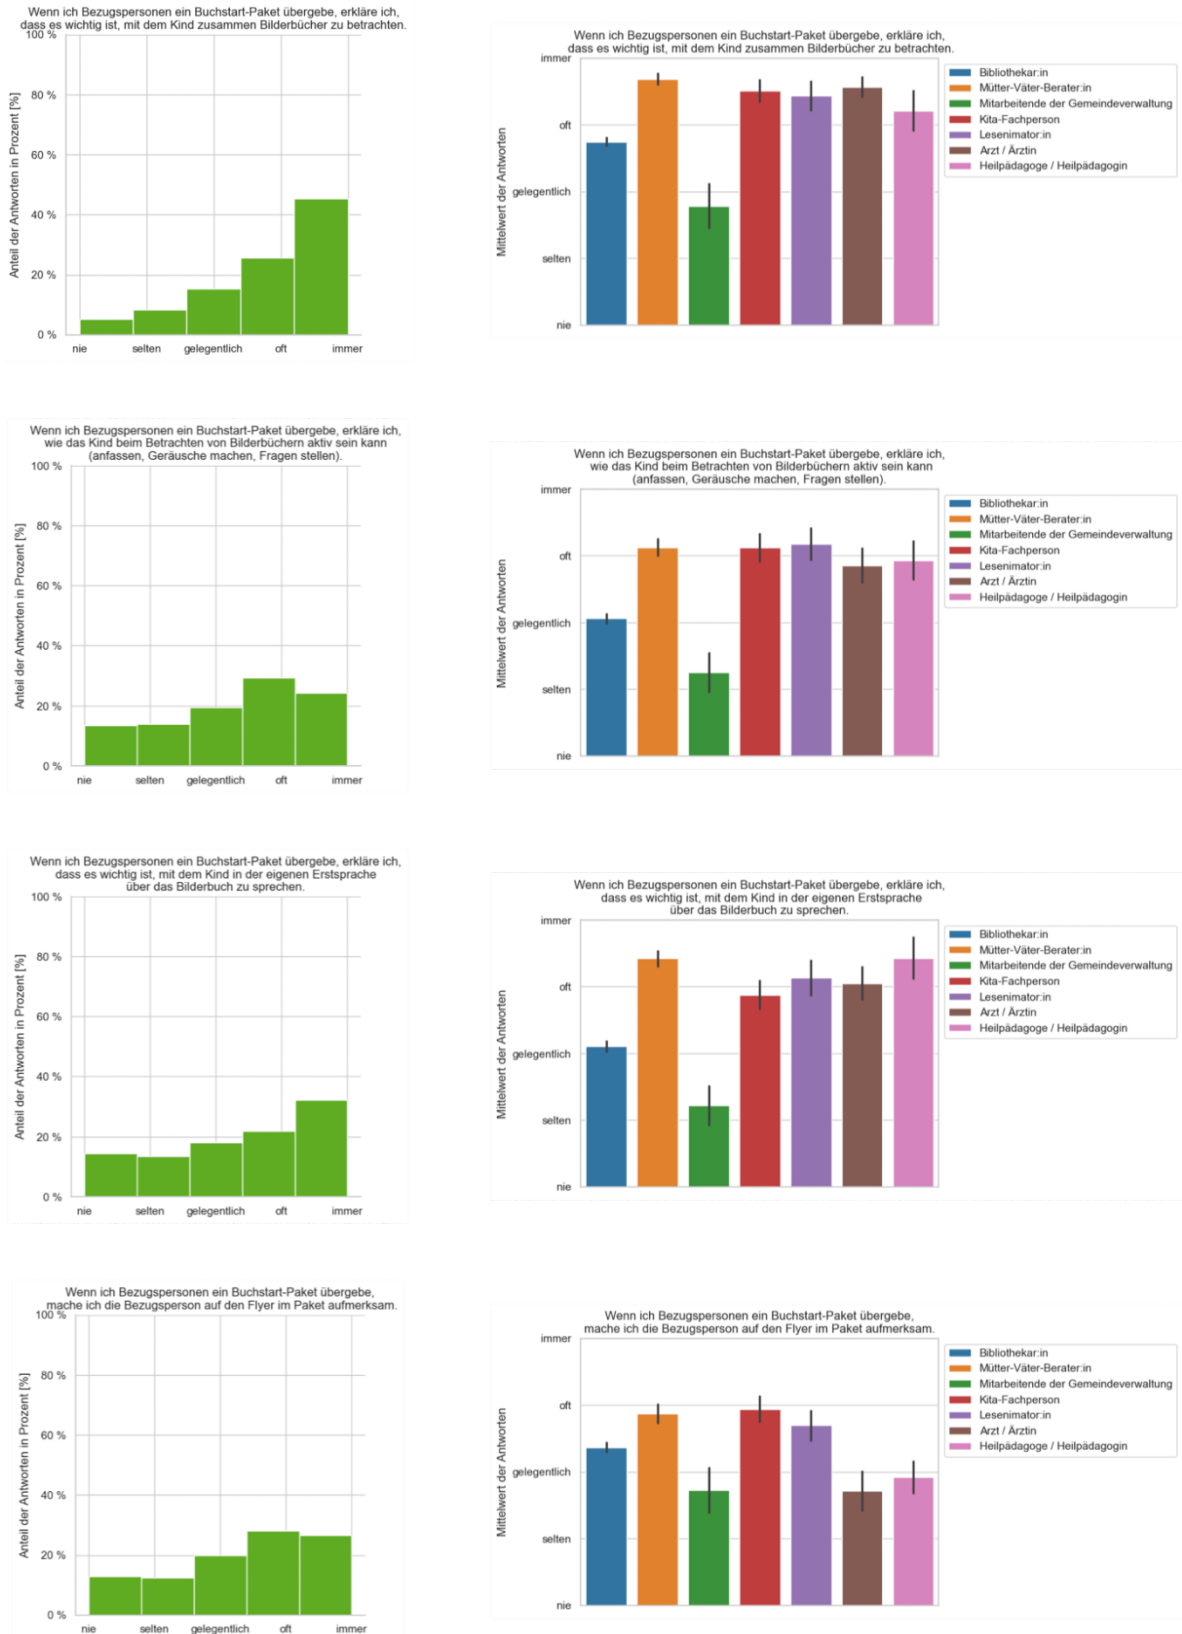 Wenn ich Bezugspersonen ein Buchstart-Paket übergebe, erkläre ich,
dass es wichtig ist, mit dem Kind zusammen Bilderbücher zu betrachten.
100 %
80 %
60 %
40 %
20 %
0 %
Anteil der Antworten in Prozent [%]
nie selten gelegentlich oft immer
Wenn ich Bezugspersonen ein Buchstart-Paket übergebe, erkläre ich,
dass es wichtig ist, mit dem Kind zusammen Bilderbücher zu betrachten.
immer
oft
gelegentlich
selten
nie
Mittelwert der Antworten
Bibliothekar:in
Mütter-Väter-Berater:in
Mitarbeitende der Gemeindeverwaltung
Kita-Fachperson
Lesenimator:in
Arzt / Ärztin
Heilpädagoge / Heilpädagogin
Wenn ich Bezugspersonen ein Buchstart-Paket übergebe, erkläre ich,
wie das Kind beim Betrachten von Bilderbüchern aktiv sein kann
(anfassen, Geräusche machen, Fragen stellen).
100 %
80 %
60 %
40 %
20 %
0 %
Anteil der Antworten in Prozent [%]
nie selten gelegentlich oft immer
Wenn ich Bezugspersonen ein Buchstart-Paket übergebe, erkläre ich,
wie das Kind beim Betrachten von Bilderbüchern aktiv sein kann
(anfassen, Geräusche machen, Fragen stellen).
immer
oft
gelegentlich
selten
nie
Mittelwert der Antworten
Bibliothekar:in
Mütter-Väter-Berater:in
Mitarbeitende der Gemeindeverwaltung
Kita-Fachperson
Lesenimator:in
Arzt / Ärztin
Heilpädagoge / Heilpädagogin
Wenn ich Bezugspersonen ein Buchstart-Paket übergebe, erkläre ich,
dass es wichtig ist, mit dem Kind in der eigenen Erstsprache
über das Bilderbuch zu sprechen.
100 %
80 %
60 %
40 %
20 %
0 %
Anteil der Antworten in Prozent [%]
nie selten gelegentlich oft immer
Wenn ich Bezugspersonen ein Buchstart-Paket übergebe, erkläre ich,
dass es wichtig ist, mit dem Kind in der eigenen Erstsprache
über das Bilderbuch zu sprechen.
immer
oft
gelegentlich
selten
nie
Mittelwert der Antworten
Bibliothekar:in
Mütter-Väter-Berater:in
Mitarbeitende der Gemeindeverwaltung
Kita-Fachperson
Lesenimator:in
Arzt / Ärztin
Heilpädagoge / Heilpädagogin
Wenn ich Bezugspersonen ein Buchstart-Paket übergebe,
mache ich die Bezugsperson auf den Flyer im Paket aufmerksam.
100 %
80 %
60 %
40 %
20 %
0 %
Anteil der Antworten in Prozent [%]
nie selten gelegentlich oft immer
Wenn ich Bezugspersonen ein Buchstart-Paket übergebe,
mache ich die Bezugsperson auf den Flyer im Paket aufmerksam.
immer
oft
gelegentlich
selten
nie
Mittelwert der Antworten
Bibliothekar:in
Mütter-Väter-Berater:in
Mitarbeitende der Gemeindeverwaltung
Kita-Fachperson
Lesenimator:in
Arzt / Ärztin
Heilpädagoge / Heilpädagogin